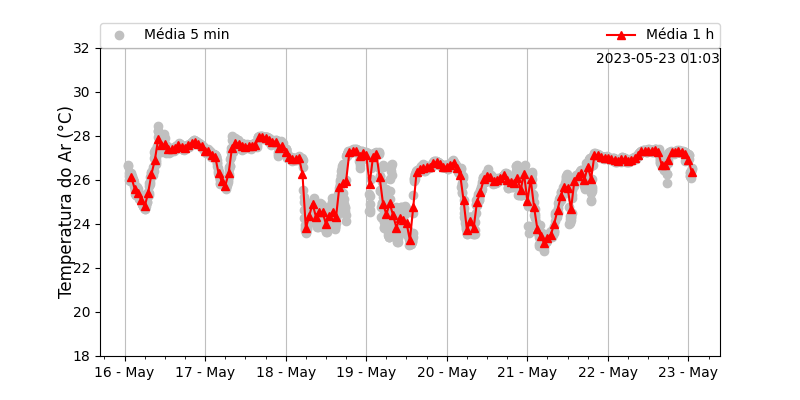 Média 5 min
Média 1 h
2023-05-23 01:03
Temperatura do Ar (°C)
32
30
28
26
24
22
20
18
16 - May
17 - May
18 - May
19 - May
20 - May
21 - May
22 - May
23 - May